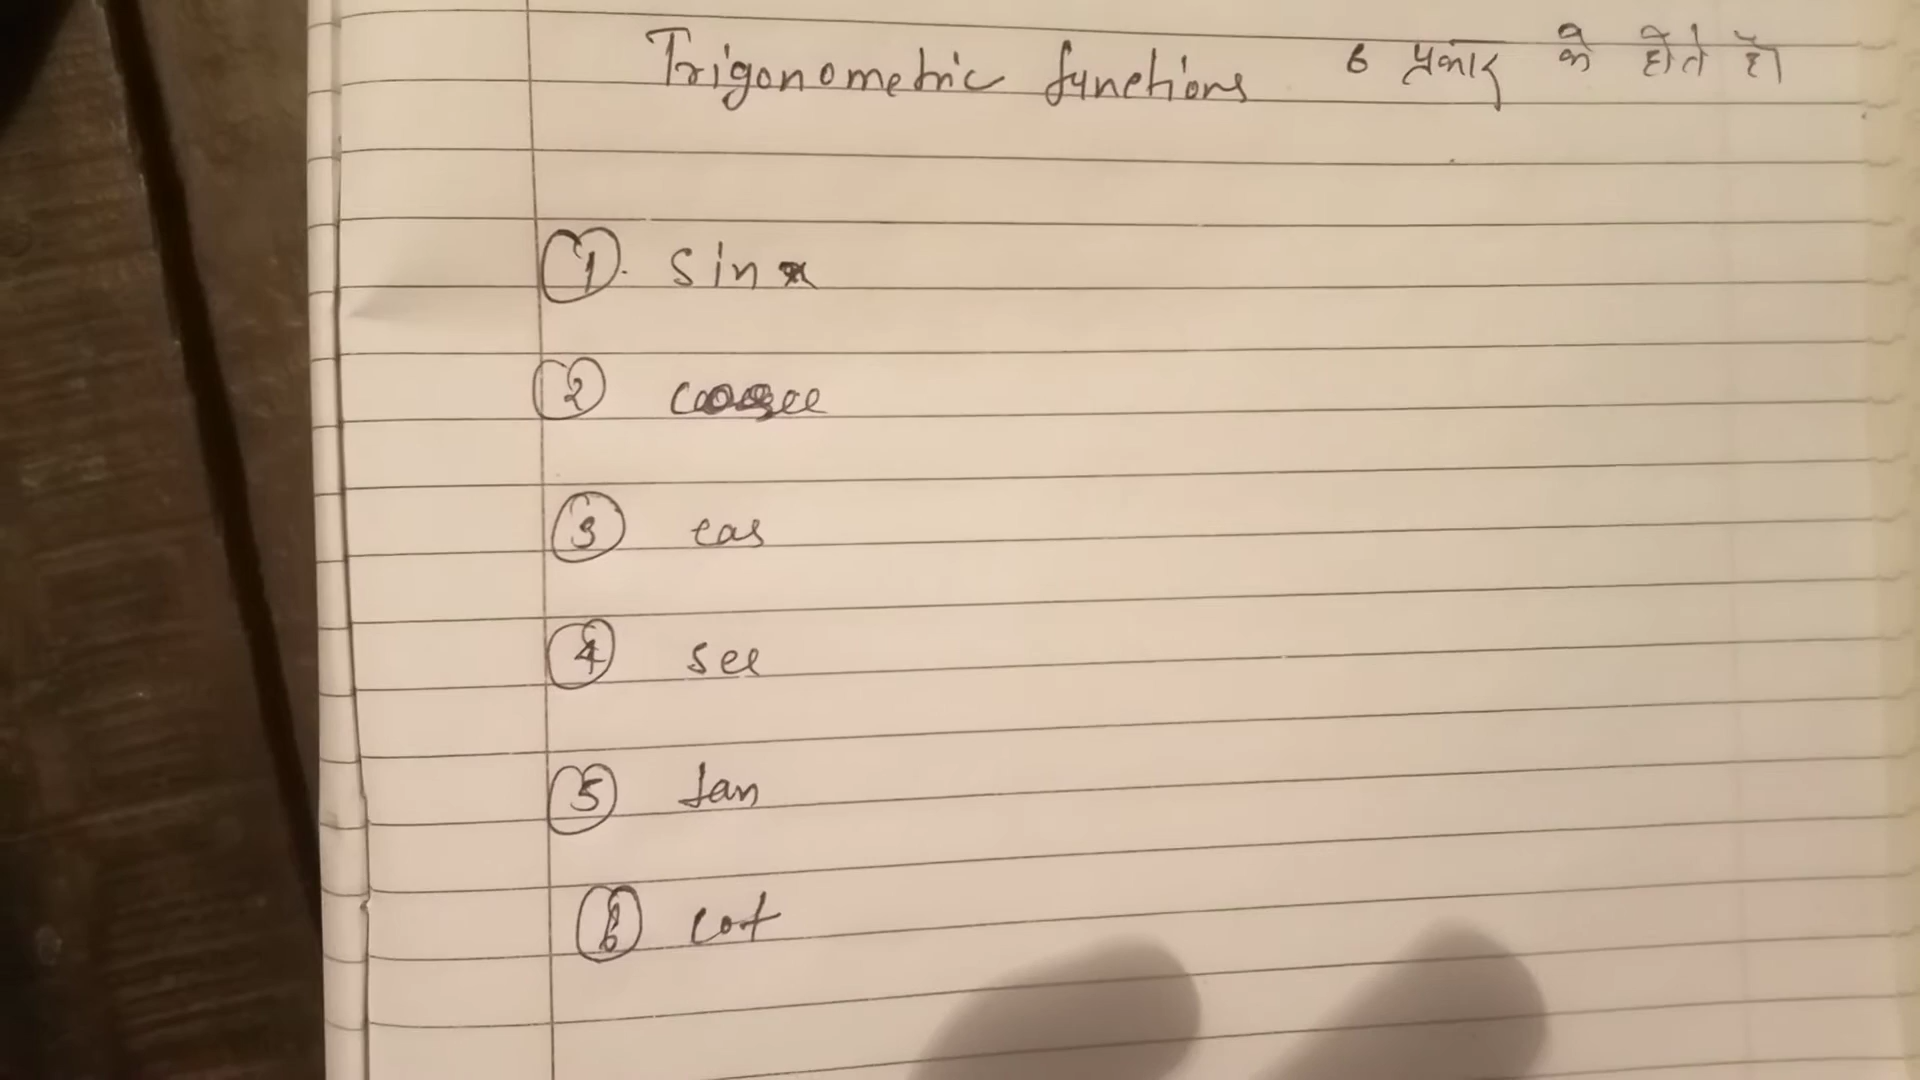 Trigonometric functions 6 प्रकार के होते है।
① sin x
② cosec
③ cos
④ sec
⑤ tan
⑥ cot